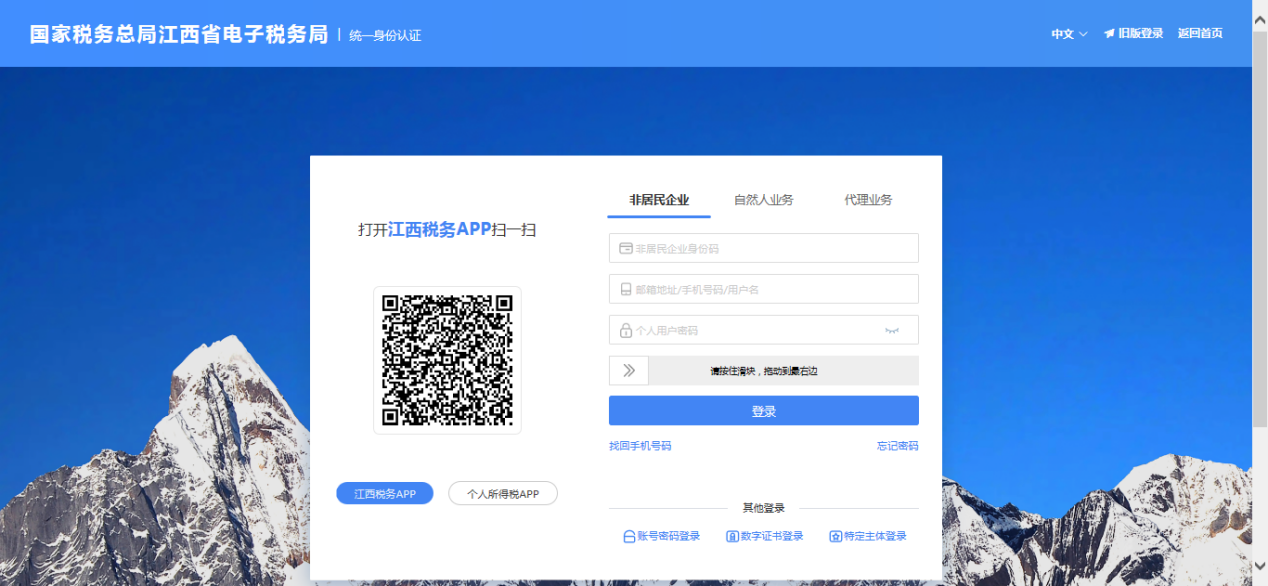 国家税务总局江西省电子税务局 | 统一身份认证
中文 旧版登录 返回首页
打开江西税务APP扫一扫
江西税务APP 个人所得税APP
非居民企业 自然人业务 代理业务
非居民企业身份码
邮箱地址/手机号码/用户名
个人用户密码
请按住滑块，拖动到最右边
登录
找回手机号码 忘记密码
其他登录
账号密码登录 数字证书登录 特定主体登录